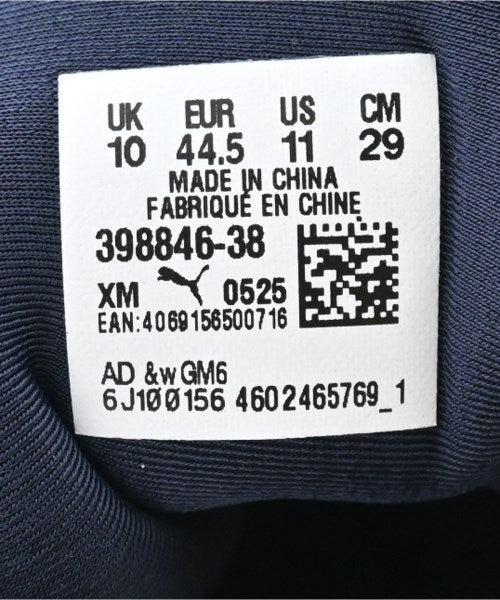 UK EUR US CM
10 44.5 11 29
MADE IN CHINA
FABRIQUÉ EN CHINE
398846-38
XM 0525
EAN:4069156500716
AD &wGM6
6J100156 4602465769_1